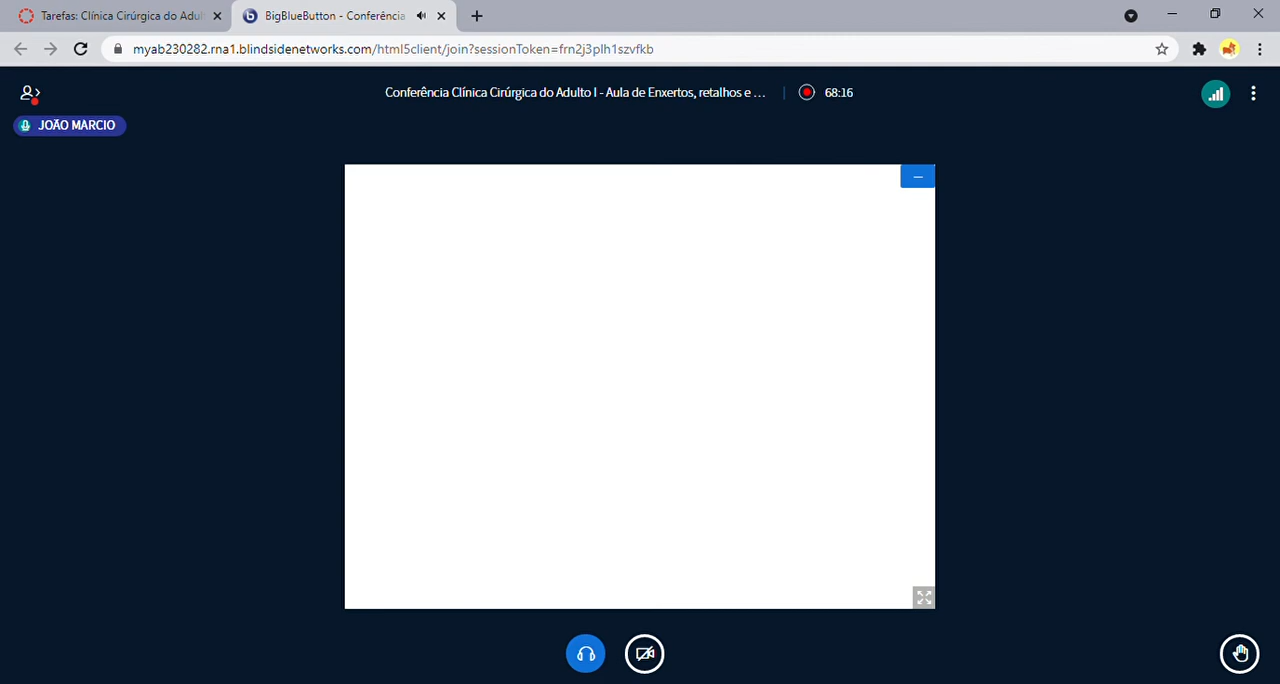 Tarefas: Clínica Cirúrgica do Adul
BigBlueButton - Conferência
myab230282.rna1.blindsidenetworks.com/html5client/join?sessionToken=frn2j3plh1szvfkb
Conferência Clínica Cirúrgica do Adulto I - Aula de Enxertos, retalhos e ...
68:16
JOÃO MARCIO